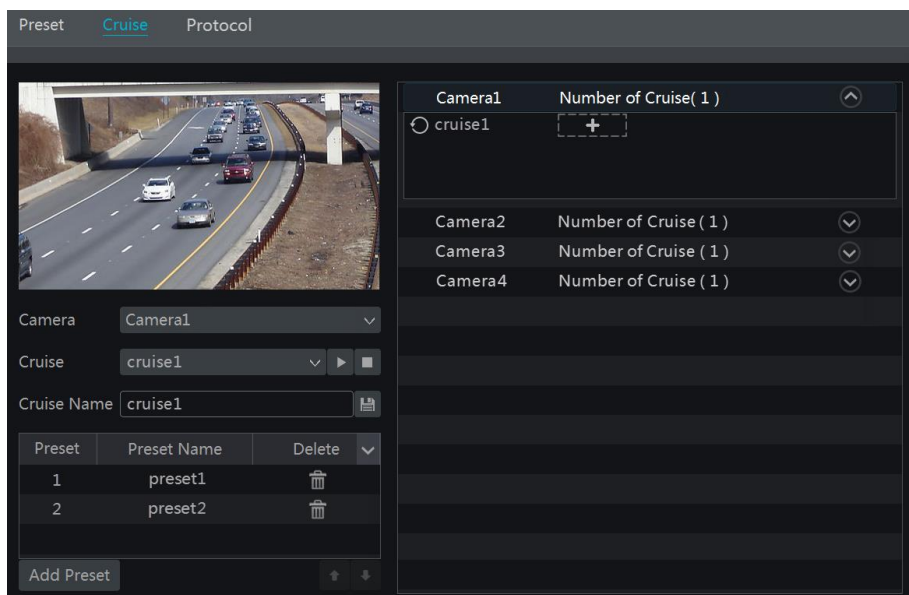 Preset Cruise Protocol
Camera1 Number of Cruise( 1 )
cruise1
Camera2 Number of Cruise ( 1 )
Camera3 Number of Cruise ( 1 )
Camera4 Number of Cruise ( 1 )
Camera Camera1
Cruise cruise1
Cruise Name cruise1
Preset Preset Name Delete
1 preset1
2 preset2
Add Preset